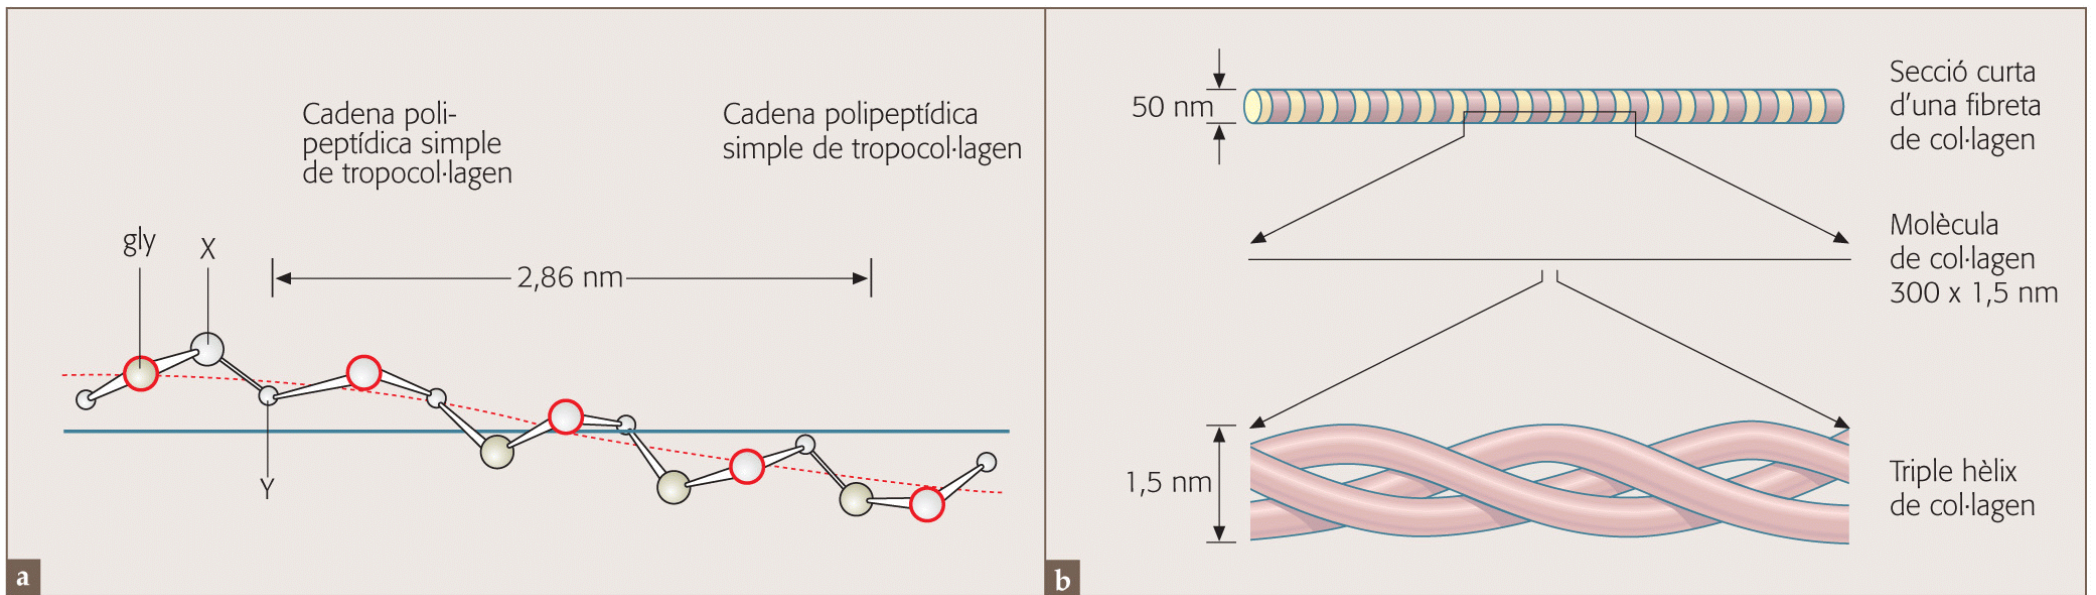 Cadena poli-
peptídica simple
de tropocol·lagen
Cadena polipeptídica
simple de tropocol·lagen
gly
X
2,86 nm
Y
a
50 nm
Secció curta
d'una fibreta
de col·lagen
Molècula
de col·lagen
300 x 1,5 nm
1,5 nm
Triple hèlix
de col·lagen
b